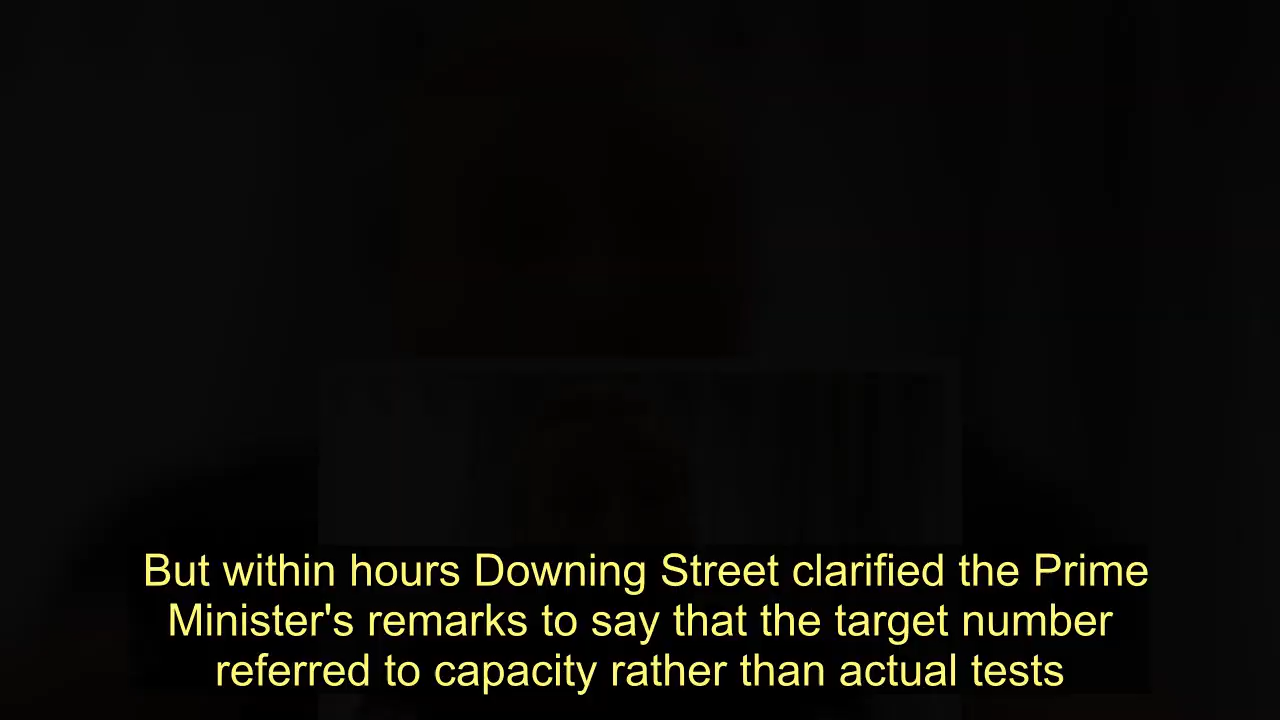 But within hours Downing Street clarified the Prime
Minister's remarks to say that the target number
referred to capacity rather than actual tests